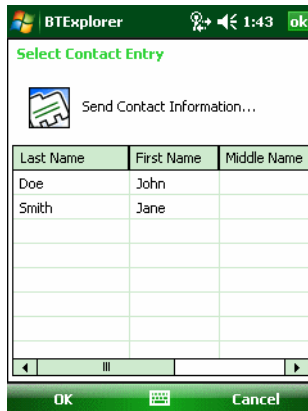 BTExplorer 1:43 ok
Select Contact Entry
Send Contact Information...
Last Name First Name Middle Name
Doe John
Smith Jane
OK Cancel